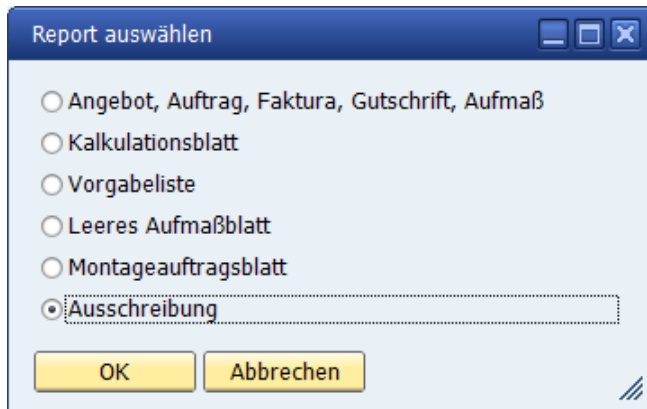 Report auswählen
Angebot, Auftrag, Faktura, Gutschrift, Aufmaß
Kalkulationsblatt
Vorgabeliste
Leeres Aufmaßblatt
Montageauftragsblatt
Ausschreibung
OK Abbrechen